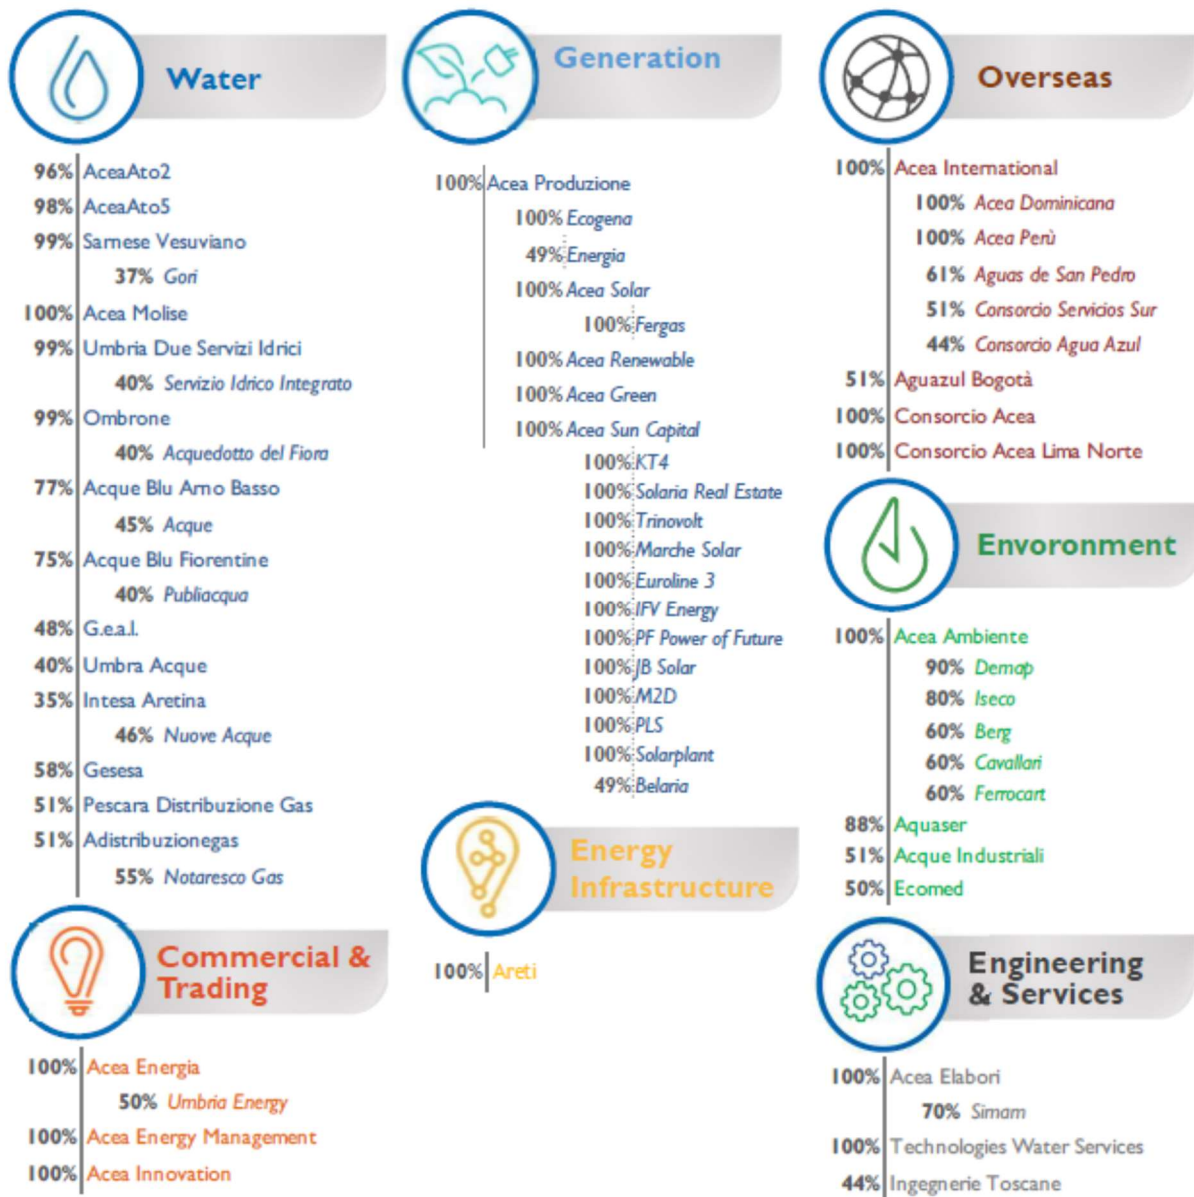 Water
96% AceaAto2
98% AceaAto5
99% Sarnese Vesuviano
37% Gori
100% Acea Molise
99% Umbria Due Servizi Idrici
40% Servizio Idrico Integrato
99% Ombrone
40% Acquedotto del Fiora
77% Acque Blu Arno Basso
45% Acque
75% Acque Blu Fiorentine
40% Publiacqua
48% G.e.a.l.
40% Umbra Acque
35% Intesa Aretina
46% Nuove Acque
58% Gesesa
51% Pescara Distribuzione Gas
51% Adistribuzionegas
55% Notaresco Gas
Commercial &
Trading
100% Acea Energia
50% Umbria Energy
100% Acea Energy Management
100% Acea Innovation
Generation
100% Acea Produzione
100% Ecogena
49% Energia
100% Acea Solar
100% Fergas
100% Acea Renewable
100% Acea Green
100% Acea Sun Capital
100% KT4
100% Solaria Real Estate
100% Trinovolt
100% Marche Solar
100% Euroline 3
100% IFV Energy
100% PF Power of Future
100% JB Solar
100% M2D
100% PLS
100% Solarplant
49% Belaria
Energy
Infrastructure
100% Areti
Overseas
100% Acea International
100% Acea Dominicana
100% Acea Perù
61% Aguas de San Pedro
51% Consorcio Servicios Sur
44% Consorcio Agua Azul
51% Aguazul Bogotà
100% Consorcio Acea
100% Consorcio Acea Lima Norte
Envoronment
100% Acea Ambiente
90% Demap
80% Iseco
60% Berg
60% Cavallari
60% Ferrocart
88% Aquaser
51% Acque Industriali
50% Ecomed
Engineering
& Services
100% Acea Elabori
70% Simam
100% Technologies Water Services
44% Ingegnerie Toscane